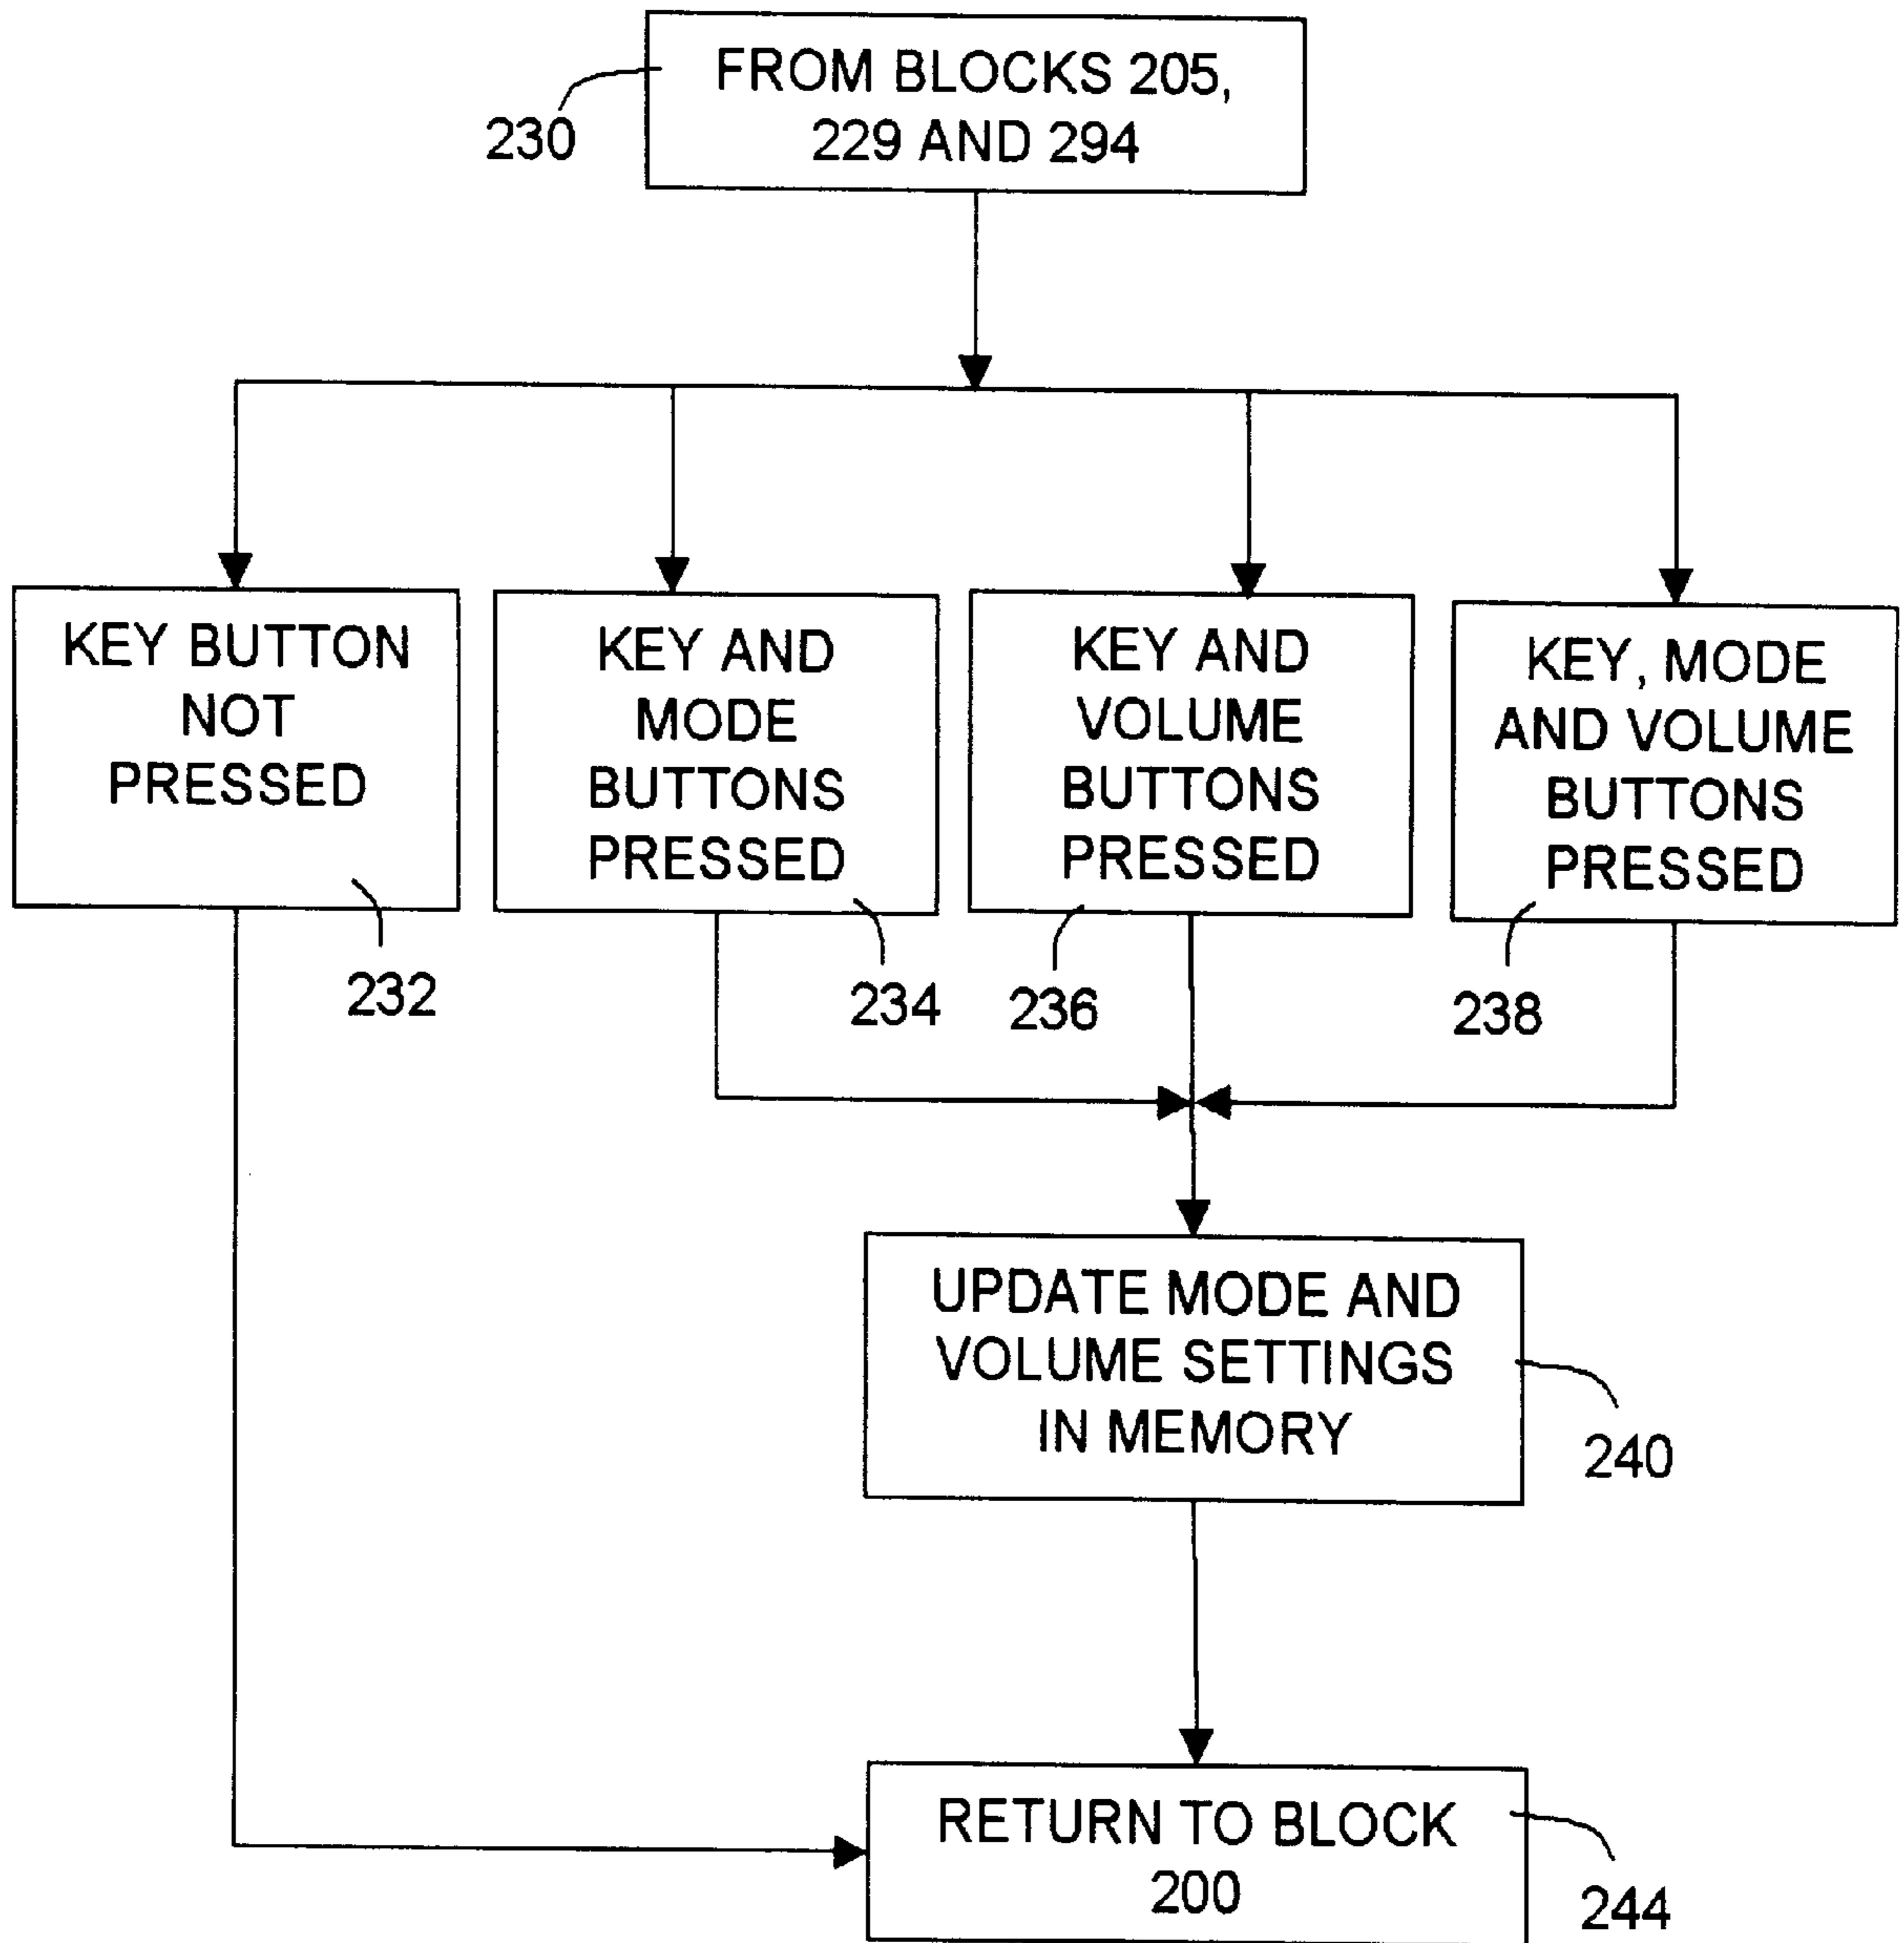 FROM BLOCKS 205,
229 AND 294
230
KEY BUTTON
NOT
PRESSED
232
KEY AND
MODE
BUTTONS
PRESSED
234
KEY AND
VOLUME
BUTTONS
PRESSED
236
KEY, MODE
AND VOLUME
BUTTONS
PRESSED
238
UPDATE MODE AND
VOLUME SETTINGS
IN MEMORY
240
RETURN TO BLOCK
200
244